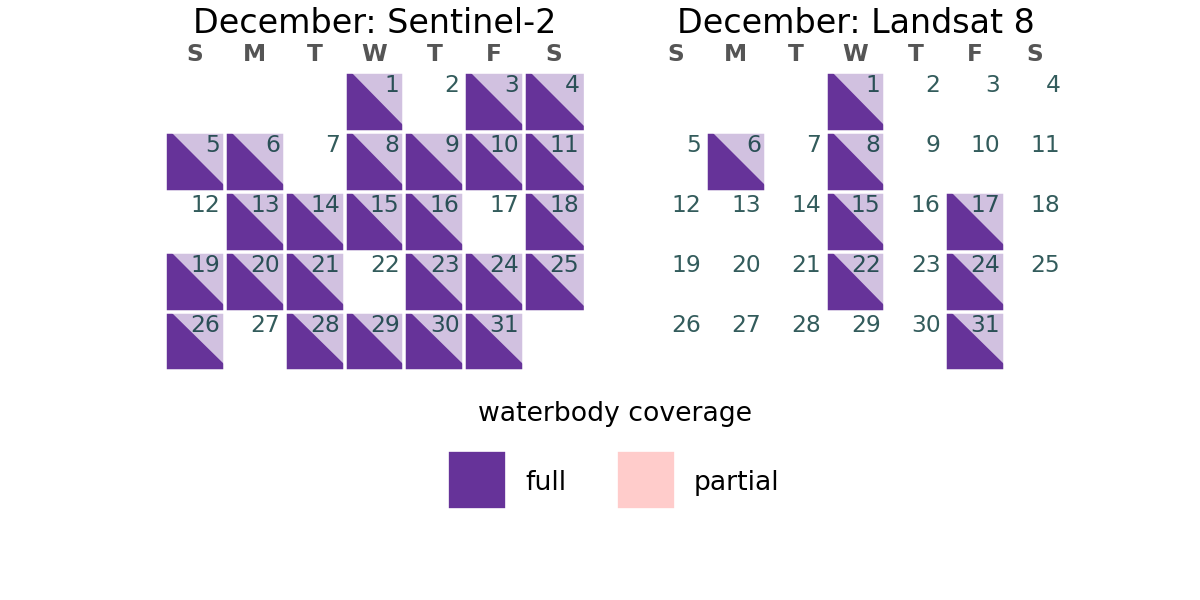 December: Sentinel-2
S M T W T F S
1 2 3 4
5 6 7 8 9 10 11
12 13 14 15 16 17 18
19 20 21 22 23 24 25
26 27 28 29 30 31
December: Landsat 8
S M T W T F S
1 2 3 4
5 6 7 8 9 10 11
12 13 14 15 16 17 18
19 20 21 22 23 24 25
26 27 28 29 30 31
waterbody coverage
full partial